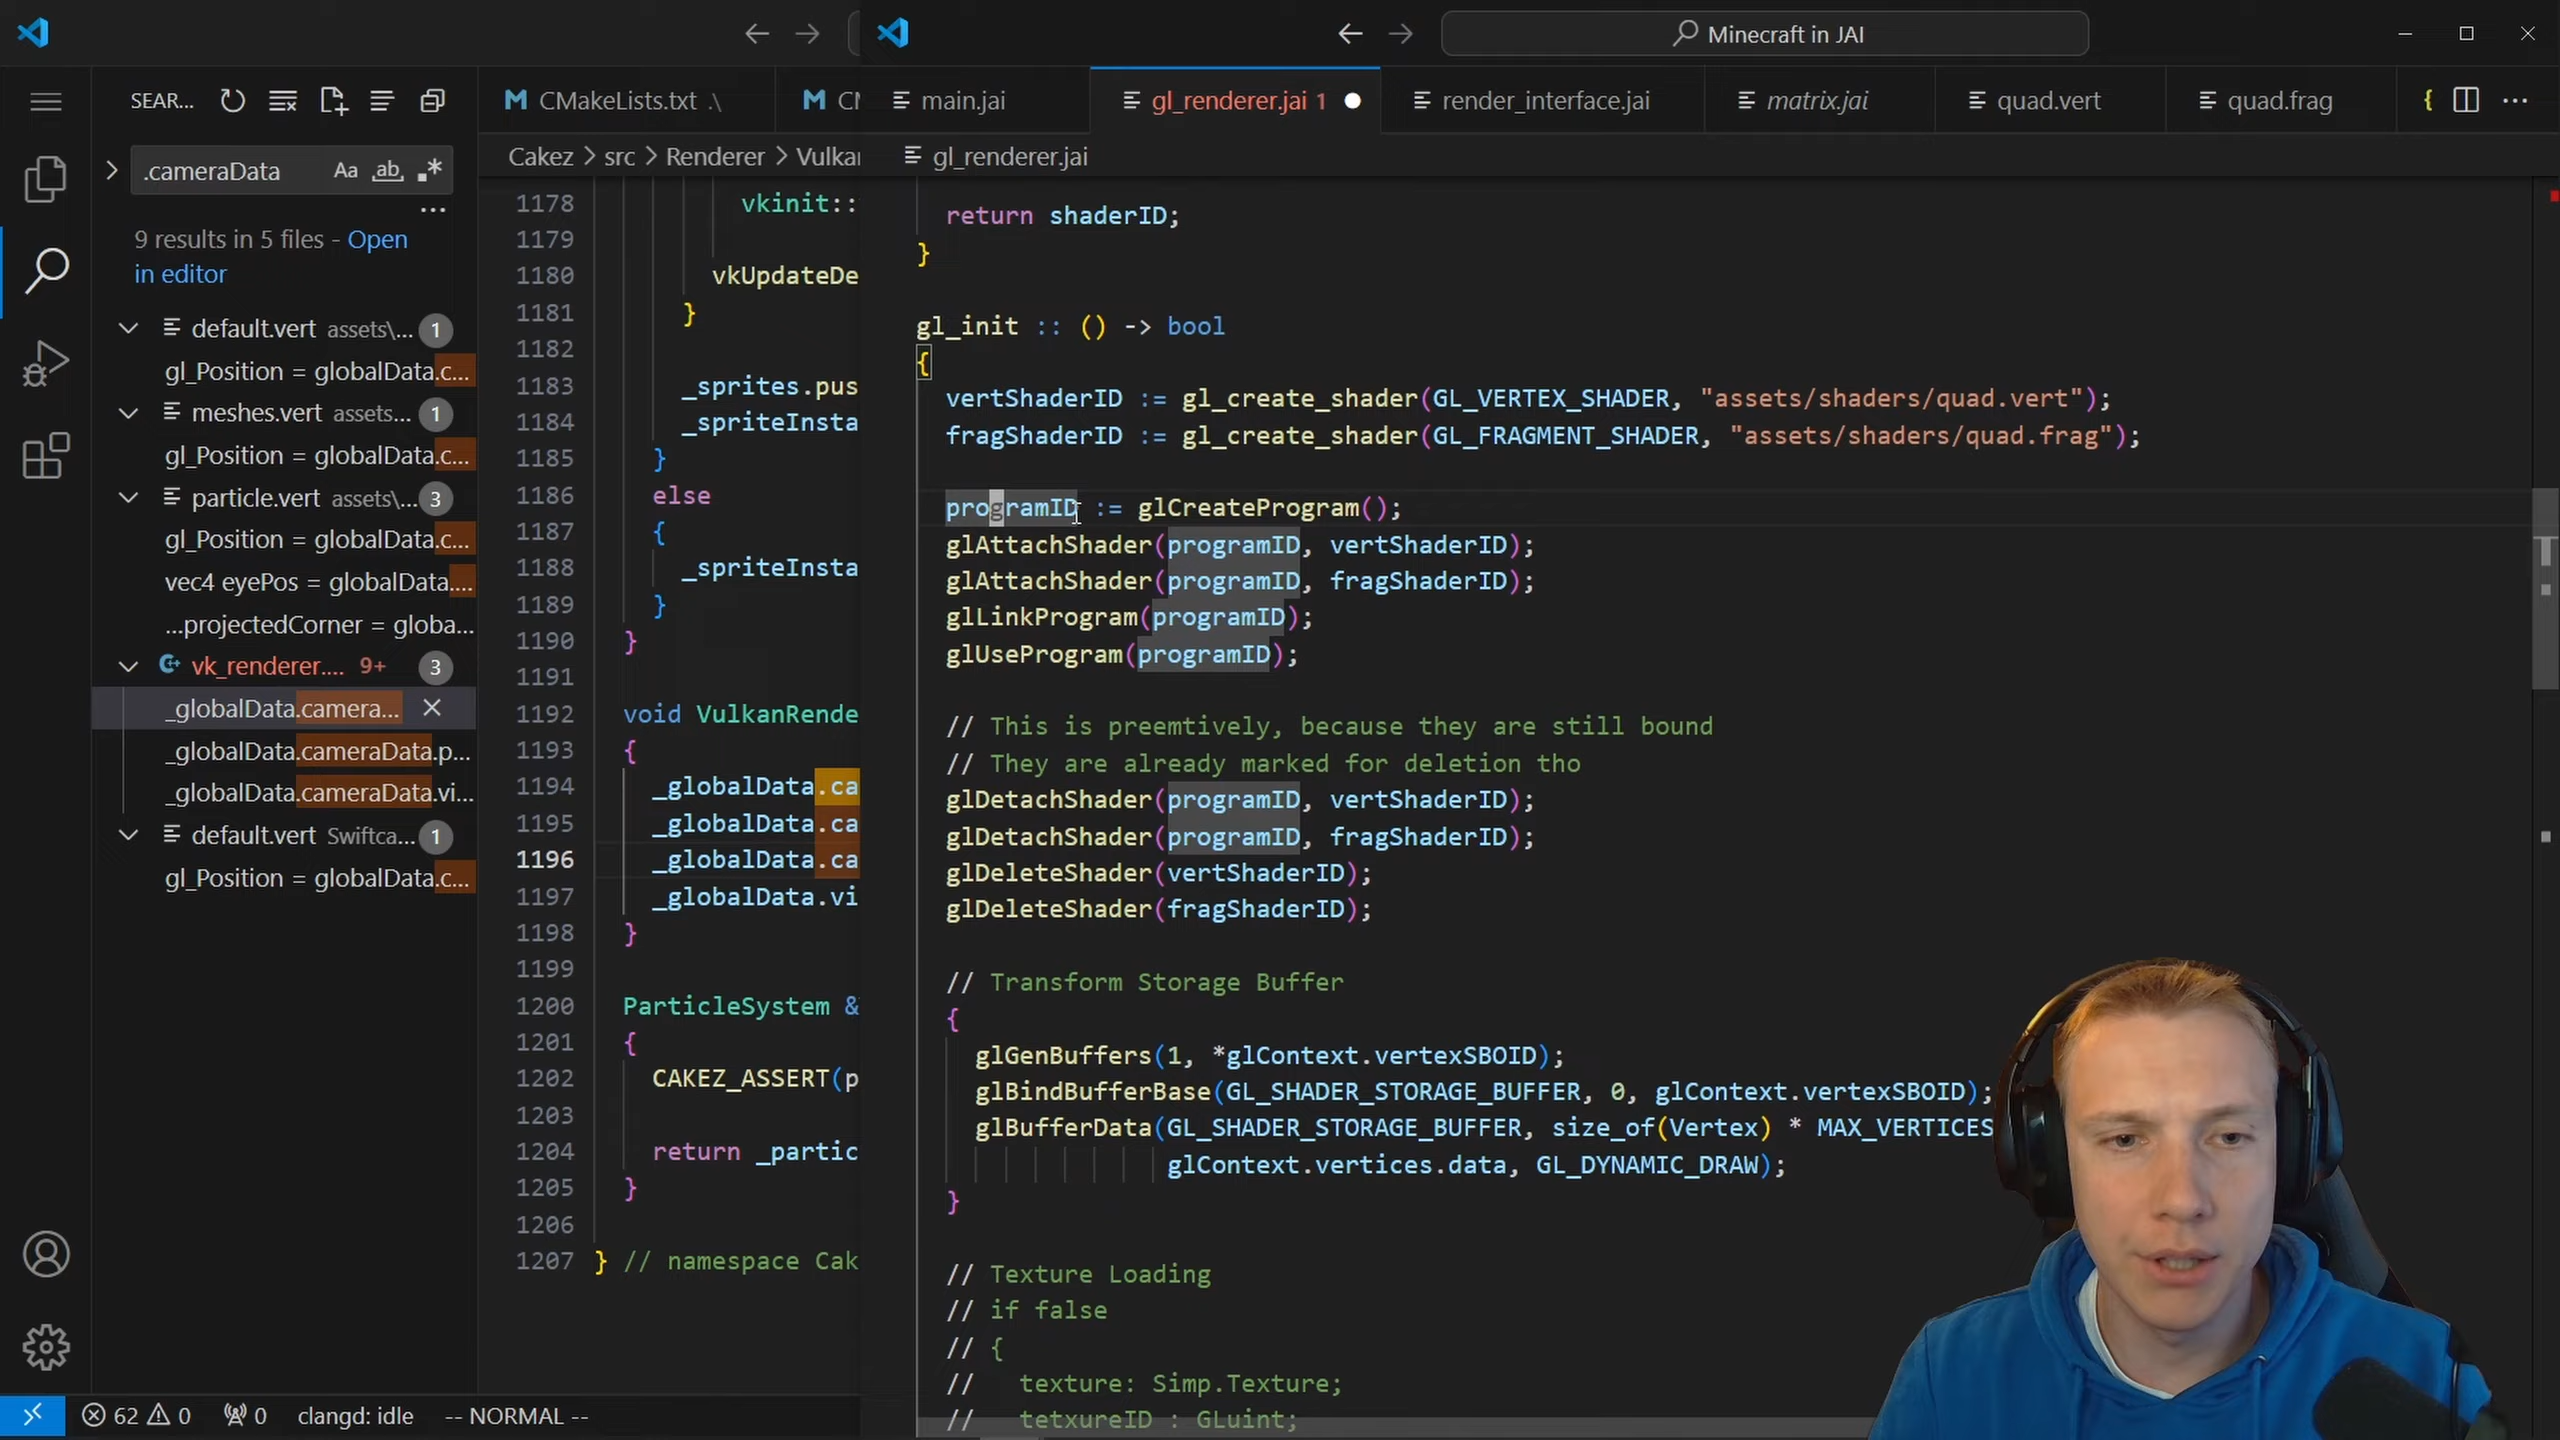 Minecraft in JAI
SEAR...
CMakeLists.txt .\
main.jai
gl_renderer.jai 1
render_interface.jai
matrix.jai
quad.vert
quad.frag
.cameraData
Aa
ab
Cakez > src > Renderer > Vulkan
gl_renderer.jai
9 results in 5 files - Open
in editor
default.vert assets\... 1
gl_Position = globalData.c...
meshes.vert assets... 1
gl_Position = globalData.c...
particle.vert assets\... 3
gl_Position = globalData.c...
vec4 eyePos = globalData....
...projectedCorner = globa...
vk_renderer.... 9+ 3
_globalData.camera...
_globalData.cameraData.p...
_globalData.cameraData.vi...
default.vert Swiftca... 1
gl_Position = globalData.c...
1178 vkinit::
1179
1180 vkUpdateDe
1181 }
1182
1183 _sprites.pus
1184 _spriteInsta
1185 }
1186 else
1187 {
1188 _spriteInsta
1189 }
1190 }
1191
1192 void VulkanRende
1193 {
1194 _globalData.ca
1195 _globalData.ca
1196 _globalData.ca
1197 _globalData.vi
1198 }
1199
1200 ParticleSystem &
1201 {
1202 CAKEZ_ASSERT(p
1203
1204 return _partic
1205 }
1206
1207 } // namespace Cak
return shaderID;
}
gl_init :: () -> bool
{
vertShaderID := gl_create_shader(GL_VERTEX_SHADER, "assets/shaders/quad.vert");
fragShaderID := gl_create_shader(GL_FRAGMENT_SHADER, "assets/shaders/quad.frag");
programID := glCreateProgram();
glAttachShader(programID, vertShaderID);
glAttachShader(programID, fragShaderID);
glLinkProgram(programID);
glUseProgram(programID);
// This is preemtively, because they are still bound
// They are already marked for deletion tho
glDetachShader(programID, vertShaderID);
glDetachShader(programID, fragShaderID);
glDeleteShader(vertShaderID);
glDeleteShader(fragShaderID);
// Transform Storage Buffer
{
glGenBuffers(1, *glContext.vertexSBOID);
glBindBufferBase(GL_SHADER_STORAGE_BUFFER, 0, glContext.vertexSBOID);
glBufferData(GL_SHADER_STORAGE_BUFFER, size_of(Vertex) * MAX_VERTICES
glContext.vertices.data, GL_DYNAMIC_DRAW);
}
// Texture Loading
// if false
// {
// texture: Simp.Texture;
// tetxureID : GLuint;
62 0 0 clangd: idle -- NORMAL --